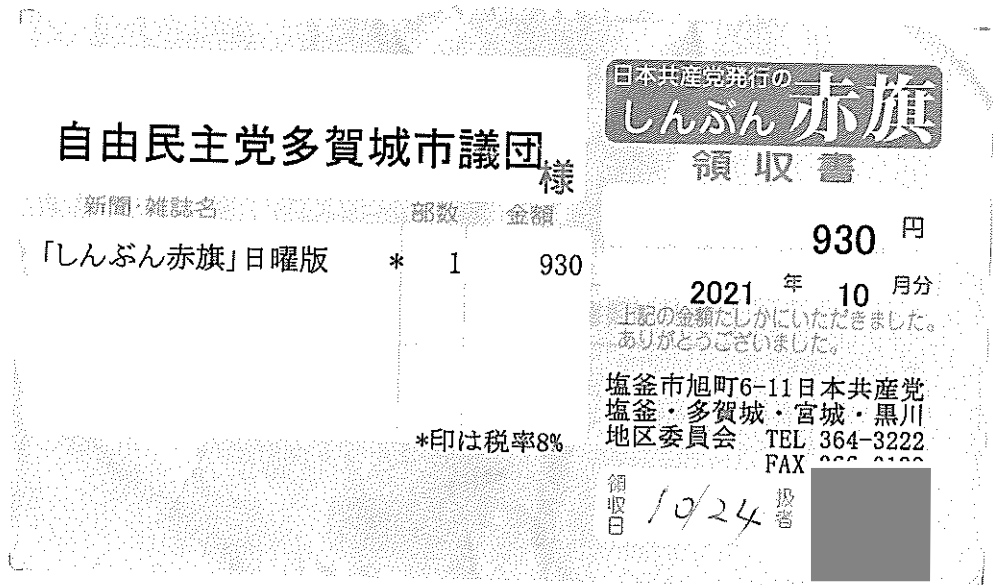 自由民主党多賀城市議団様
新聞・雑誌名 部数 金額
「しんぶん赤旗」日曜版 * 1 930
*印は税率8%
日本共産党発行の
しんぶん赤旗
領収書
930 円
2021 年 10 月分
上記の金額たしかにいただきました。
ありがとうございました。
塩釜市旭町6-11日本共産党
塩釜・多賀城・宮城・黒川
地区委員会 TEL 364-3222
FAX
領収日 10/24 扱者